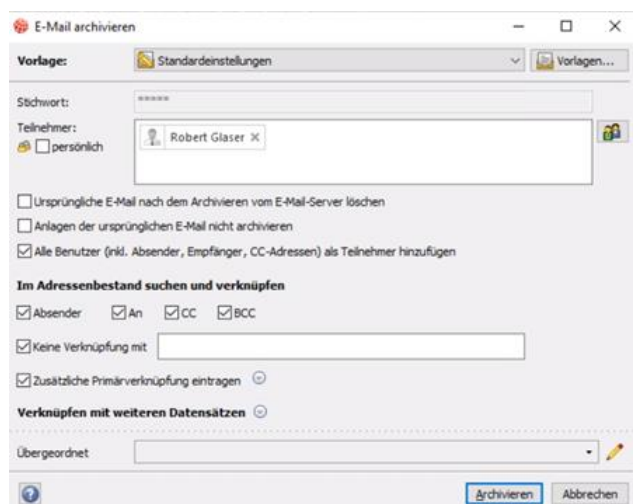 E-Mail archivieren
Vorlage: Standardeinstellungen Vorlagen...
Stichwort: *****
Teilnehmer: Robert Glaser
persönlich
Ursprüngliche E-Mail nach dem Archivieren vom E-Mail-Server löschen
Anlagen der ursprünglichen E-Mail nicht archivieren
Alle Benutzer (inkl. Absender, Empfänger, CC-Adressen) als Teilnehmer hinzufügen
Im Adressenbestand suchen und verknüpfen
Absender An CC BCC
Keine Verknüpfung mit
Zusätzliche Primärverknüpfung eintragen
Verknüpfen mit weiteren Datensätzen
Übergeordnet
Archivieren Abbrechen